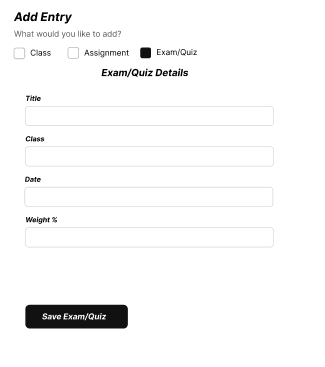 Add Entry
What would you like to add?
Class Assignment Exam/Quiz
Exam/Quiz Details
Title
Class
Date
Weight %
Save Exam/Quiz